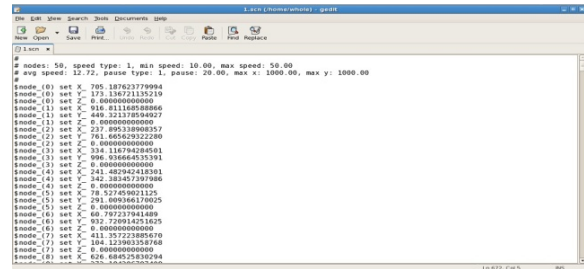 1.scn (/home/whole) - gedit
File Edit View Search Tools Documents Help
New Open Save Print... Undo Redo Cut Copy Paste Find Replace
1.scn
#
# nodes: 50, speed type: 1, min speed: 10.00, max speed: 50.00
# avg speed: 12.72, pause type: 1, pause: 20.00, max x: 1000.00, max y: 1000.00
#
$node_(0) set X_ 705.187623779994
$node_(0) set Y_ 173.136721135219
$node_(0) set Z_ 0.000000000000
$node_(1) set X_ 916.811168588866
$node_(1) set Y_ 449.321378594927
$node_(1) set Z_ 0.000000000000
$node_(2) set X_ 237.895338908357
$node_(2) set Y_ 761.665629322280
$node_(2) set Z_ 0.000000000000
$node_(3) set X_ 334.116794284501
$node_(3) set Y_ 996.936664535391
$node_(3) set Z_ 0.000000000000
$node_(4) set X_ 241.482942418301
$node_(4) set Y_ 342.383457397986
$node_(4) set Z_ 0.000000000000
$node_(5) set X_ 78.527459021125
$node_(5) set Y_ 291.009366170025
$node_(5) set Z_ 0.000000000000
$node_(6) set X_ 60.797237941489
$node_(6) set Y_ 932.720914251625
$node_(6) set Z_ 0.000000000000
$node_(7) set X_ 411.357223885670
$node_(7) set Y_ 104.123903358768
$node_(7) set Z_ 0.000000000000
$node_(8) set X_ 626.684525830294